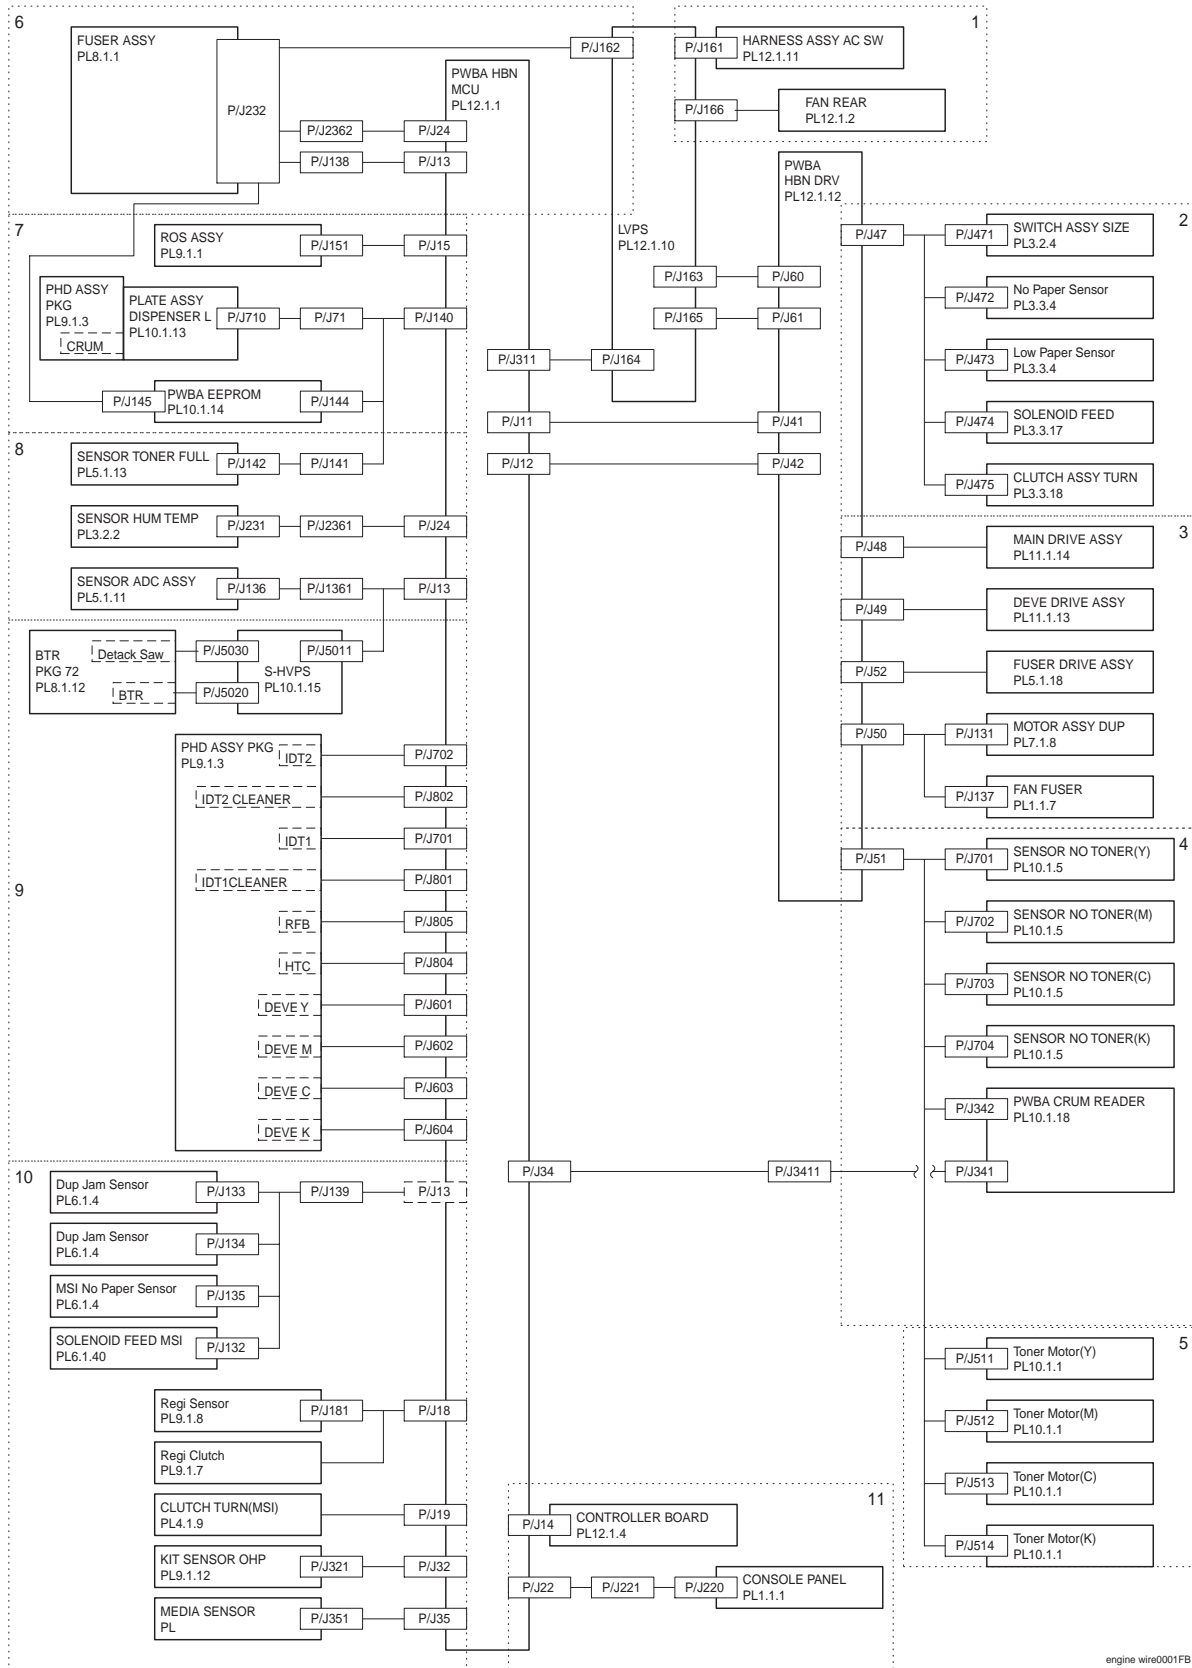 6
FUSER ASSY
PL8.1.1
P/J232
P/J162
P/J2362
P/J24
P/J138
P/J13
PWBA HBN
MCU
PL12.1.1
1
P/J161
HARNESS ASSY AC SW
PL12.1.11
P/J166
FAN REAR
PL12.1.2
LVPS
PL12.1.10
PWBA
HBN DRV
PL12.1.12
P/J163
P/J60
P/J165
P/J61
P/J311
P/J164
P/J11
P/J41
P/J12
P/J42
7
ROS ASSY
PL9.1.1
P/J151
P/J15
PHD ASSY
PKG
PL9.1.3
CRUM
PLATE ASSY
DISPENSER L
PL10.1.13
P/J710
P/J71
P/J140
P/J145
PWBA EEPROM
PL10.1.14
P/J144
8
SENSOR TONER FULL
PL5.1.13
P/J142
P/J141
SENSOR HUM TEMP
PL3.2.2
P/J231
P/J2361
P/J24
SENSOR ADC ASSY
PL5.1.11
P/J136
P/J1361
P/J13
2
P/J47
P/J471
SWITCH ASSY SIZE
PL3.2.4
P/J472
No Paper Sensor
PL3.3.4
P/J473
Low Paper Sensor
PL3.3.4
P/J474
SOLENOID FEED
PL3.3.17
P/J475
CLUTCH ASSY TURN
PL3.3.18
3
P/J48
MAIN DRIVE ASSY
PL11.1.14
P/J49
DEVE DRIVE ASSY
PL11.1.13
P/J52
FUSER DRIVE ASSY
PL5.1.18
P/J50
P/J131
MOTOR ASSY DUP
PL7.1.8
P/J137
FAN FUSER
PL1.1.7
9
BTR
PKG 72
PL8.1.12
Detack Saw
BTR
P/J5030
P/J5020
S-HVPS
PL10.1.15
P/J5011
PHD ASSY PKG
PL9.1.3
IDT2
P/J702
IDT2 CLEANER
P/J802
IDT1
P/J701
IDT1CLEANER
P/J801
RFB
P/J805
HTC
P/J804
DEVE Y
P/J601
DEVE M
P/J602
DEVE C
P/J603
DEVE K
P/J604
4
P/J51
P/J701
SENSOR NO TONER(Y)
PL10.1.5
P/J702
SENSOR NO TONER(M)
PL10.1.5
P/J703
SENSOR NO TONER(C)
PL10.1.5
P/J704
SENSOR NO TONER(K)
PL10.1.5
P/J342
PWBA CRUM READER
PL10.1.18
P/J34
P/J3411
P/J341
10
Dup Jam Sensor
PL6.1.4
P/J133
P/J139
P/J13
Dup Jam Sensor
PL6.1.4
P/J134
MSI No Paper Sensor
PL6.1.4
P/J135
SOLENOID FEED MSI
PL6.1.40
P/J132
Regi Sensor
PL9.1.8
P/J181
P/J18
Regi Clutch
PL9.1.7
CLUTCH TURN(MSI)
PL4.1.9
P/J19
KIT SENSOR OHP
PL9.1.12
P/J321
P/J32
MEDIA SENSOR
PL
P/J351
P/J35
5
P/J511
Toner Motor(Y)
PL10.1.1
P/J512
Toner Motor(M)
PL10.1.1
P/J513
Toner Motor(C)
PL10.1.1
P/J514
Toner Motor(K)
PL10.1.1
11
P/J14
CONTROLLER BOARD
PL12.1.4
P/J22
P/J221
P/J220
CONSOLE PANEL
PL1.1.1
engine wire0001FB